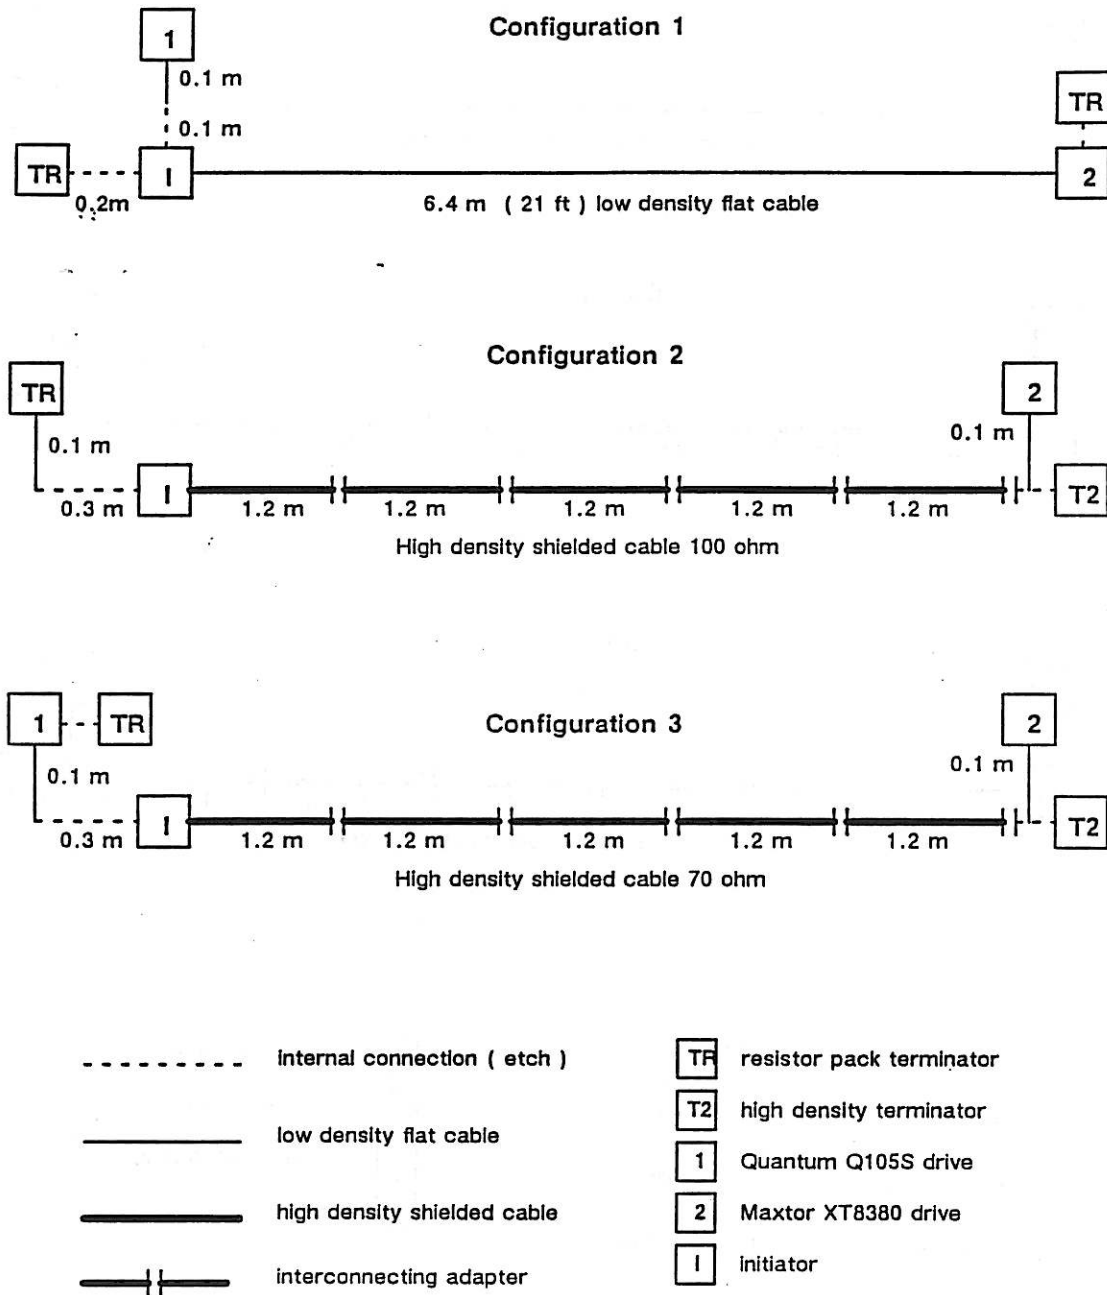 Configuration 1
1
0.1 m
0.1 m
TR
TR
I
2
0.2m
6.4 m ( 21 ft ) low density flat cable
Configuration 2
TR
2
0.1 m
0.1 m
I
T2
0.3 m
1.2 m
1.2 m
1.2 m
1.2 m
1.2 m
High density shielded cable 100 ohm
1
TR
Configuration 3
2
0.1 m
0.1 m
I
T2
0.3 m
1.2 m
1.2 m
1.2 m
1.2 m
1.2 m
High density shielded cable 70 ohm
internal connection ( etch )
low density flat cable
high density shielded cable
interconnecting adapter
TR resistor pack terminator
T2 high density terminator
1 Quantum Q105S drive
2 Maxtor XT8380 drive
I initiator